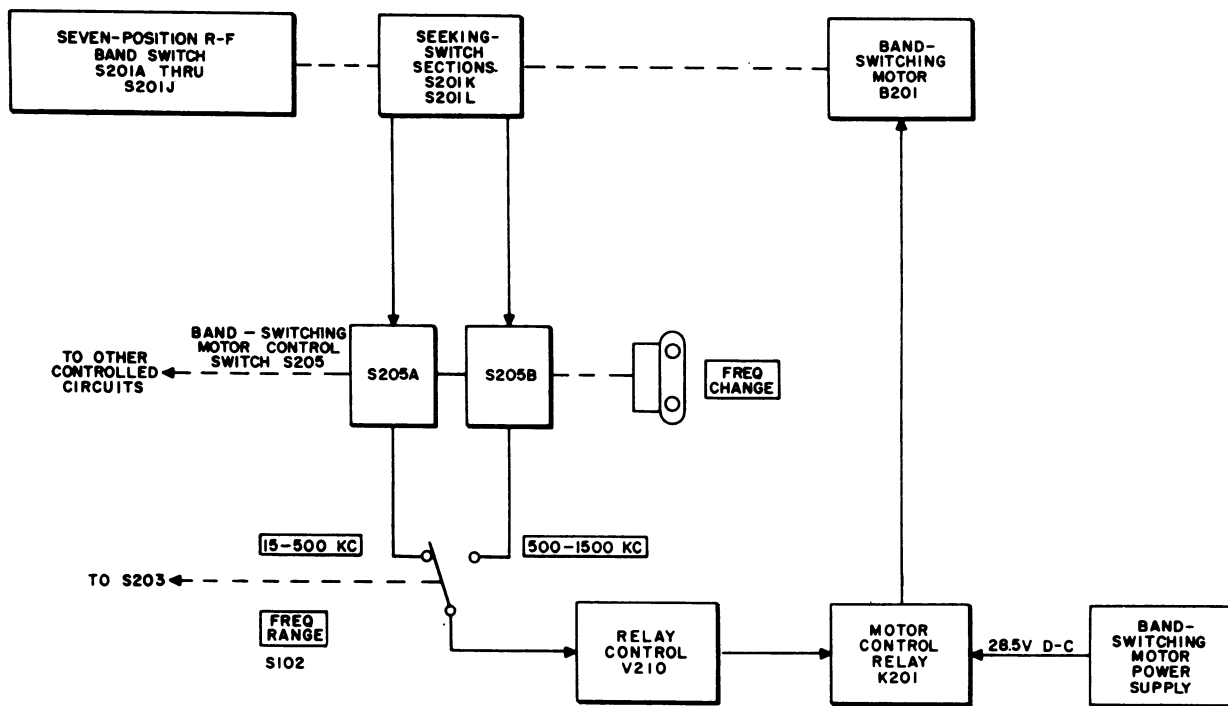 SEVEN-POSITION R-F
BAND SWITCH
S201A THRU
S201J
SEEKING-
SWITCH
SECTIONS-
S201K
S201L
BAND-
SWITCHING
MOTOR
B201
BAND-SWITCHING
MOTOR CONTROL
SWITCH S205
TO OTHER
CONTROLLED
CIRCUITS
S205A
S205B
FREQ
CHANGE
15-500 KC
500-1500 KC
TO S203
FREQ
RANGE
S102
RELAY
CONTROL
V210
MOTOR
CONTROL
RELAY
K201
28.5V D-C
BAND-
SWITCHING
MOTOR
POWER
SUPPLY